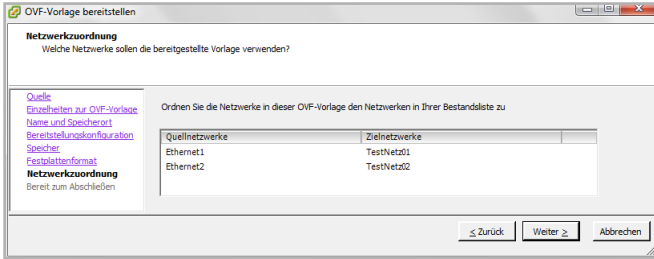 OVF-Vorlage bereitstellen
Netzwerkzuordnung
Welche Netzwerke sollen die bereitgestellte Vorlage verwenden?
Quelle
Einzelheiten zur OVF-Vorlage
Name und Speicherort
Bereitstellungskonfiguration
Speicher
Festplattenformat
Netzwerkzuordnung
Bereit zum Abschließen
Ordnen Sie die Netzwerke in dieser OVF-Vorlage den Netzwerken in Ihrer Bestandsliste zu
Quellnetzwerke Zielnetzwerke
Ethernet1 TestNetz01
Ethernet2 TestNetz02
≤ Zurück Weiter ≥ Abbrechen